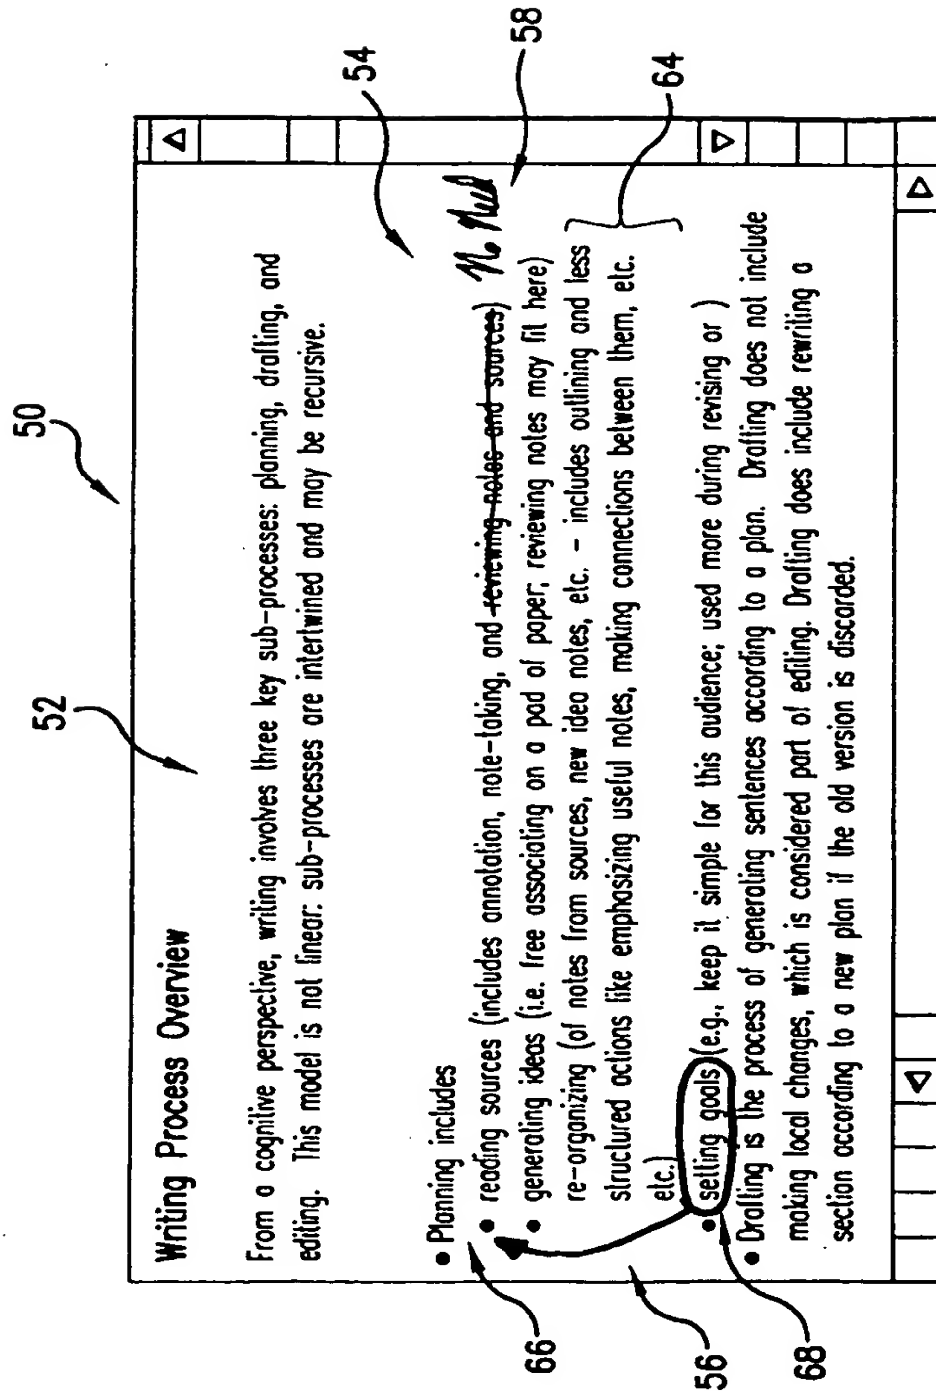 50
52
54
58
64
Writing Process Overview
From a cognitive perspective, writing involves three key sub-processes: planning, drafting, and
editing. This model is not linear: sub-processes are intertwined and may be recursive.
• Planning includes
• reading sources (includes annotation, note-taking, and reviewing notes and sources) No Need
• generating ideas (i.e. free associating on a pad of paper; reviewing notes may fit here)
re-organizing (of notes from sources, new idea notes, etc. - includes outlining and less
structured actions like emphasizing useful notes, making connections between them, etc.
etc.)
• setting goals (e.g., keep it simple for this audience; used more during revising or )
• Drafting is the process of generating sentences according to a plan. Drafting does not include
making local changes, which is considered part of editing. Drafting does include rewriting a
section according to a new plan if the old version is discarded.
66
56
68